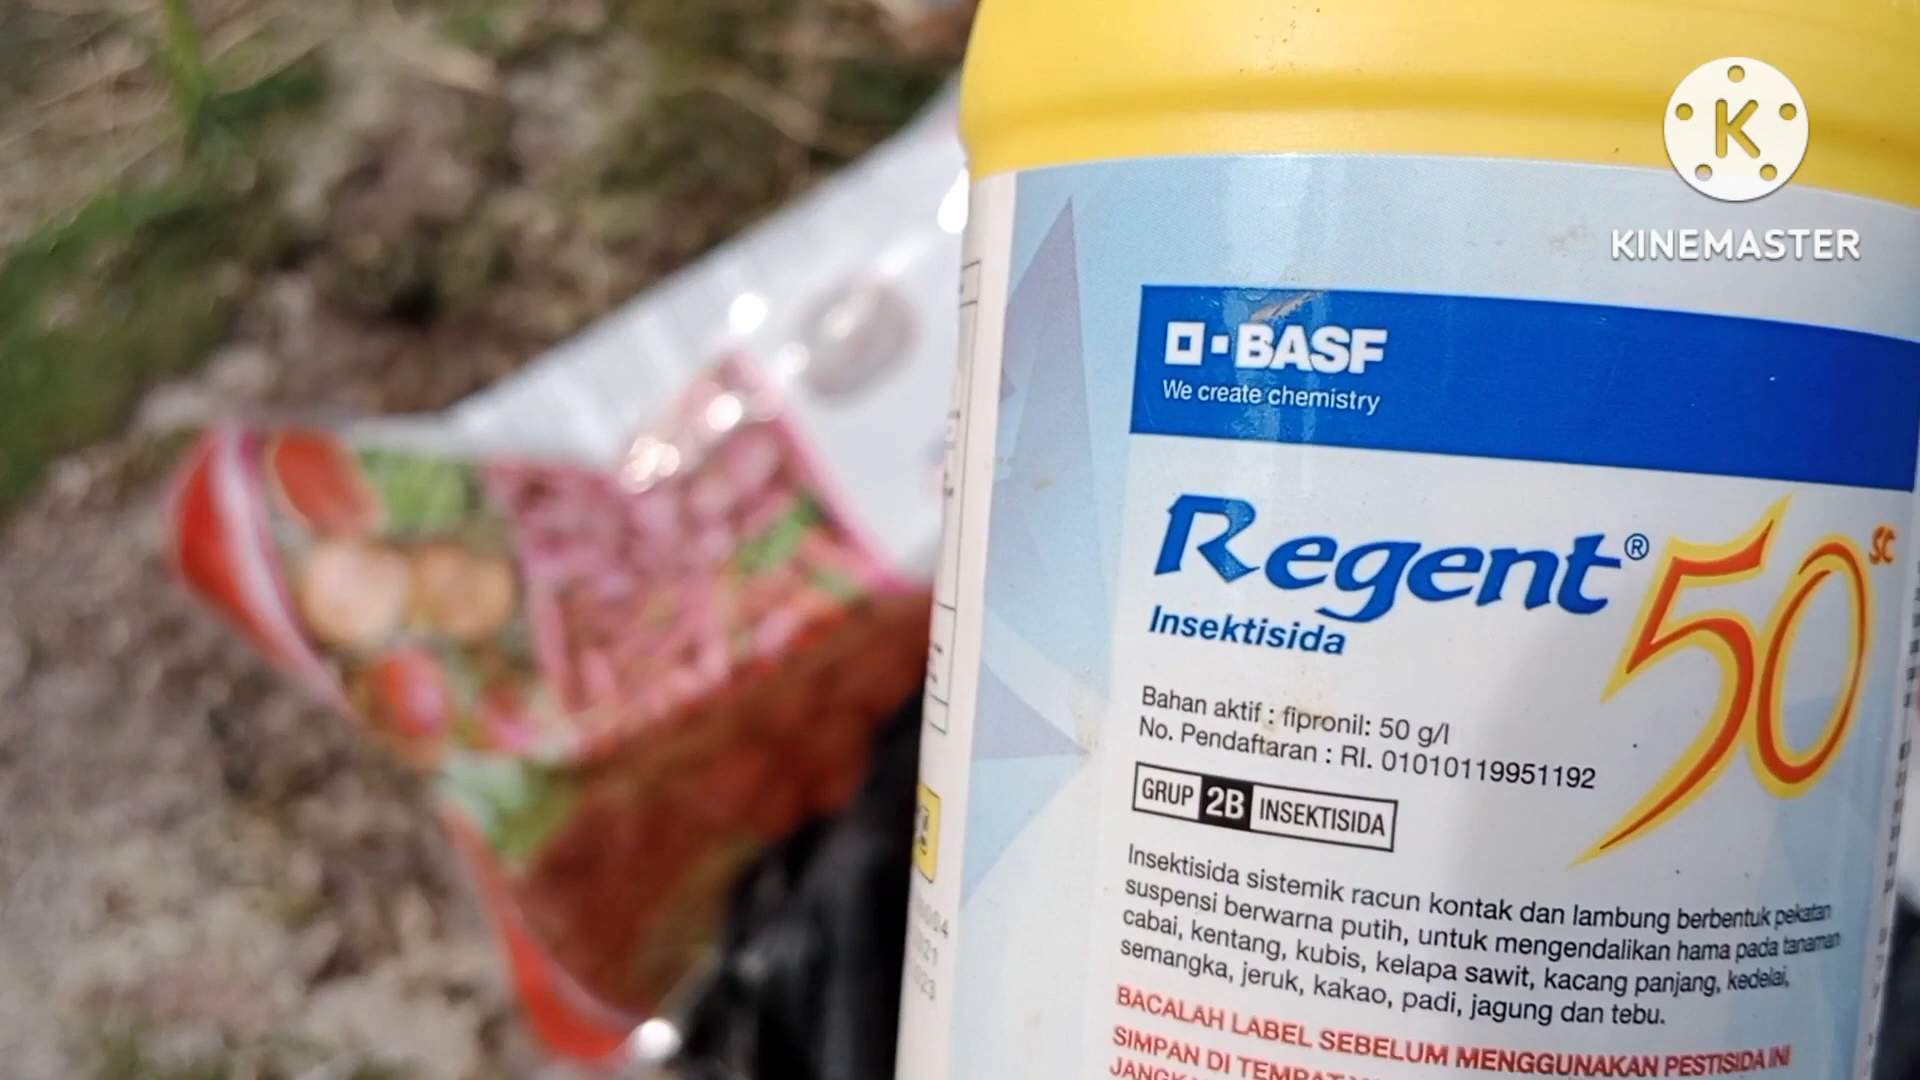 K
KINEMASTER
BASF
We create chemistry
Regent® 50 SC
Insektisida
Bahan aktif : fipronil: 50 g/l
No. Pendaftaran : RI. 01010119951192
GRUP 2B INSEKTISIDA
Insektisida sistemik racun kontak dan lambung berbentuk pekatan
suspensi berwarna putih, untuk mengendalikan hama pada tanaman
cabai, kentang, kubis, kelapa sawit, kacang panjang, kedelai,
semangka, jeruk, kakao, padi, jagung dan tebu.
BACALAH LABEL SEBELUM MENGGUNAKAN PESTISIDA INI
SIMPAN DI